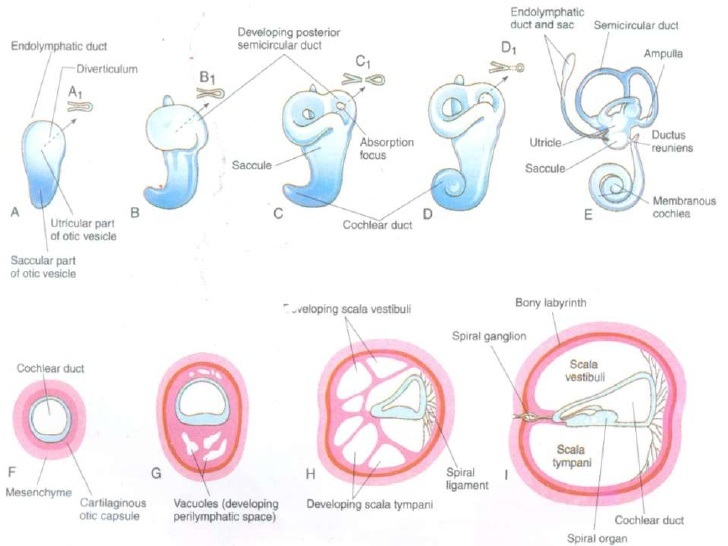 Endolymphatic duct
Diverticulum
A1
A
Utricular part
of otic vesicle
Saccular part
of otic vesicle
Developing posterior
semicircular duct
B1
B
C1
Saccule
Absorption
focus
C
Cochlear duct
D1
D
Endolymphatic
duct and sac
Semicircular duct
Ampulla
Utricle
Saccule
Ductus
reuniens
Membranous
cochlea
E
Cochlear duct
F
Mesenchyme
Cartilaginous
otic capsule
G
Vacuoles (developing
perilymphatic space)
Developing scala vestibuli
H
Spiral
ligament
Developing scala tympani
Bony labyrinth
Spiral ganglion
Scala
vestibuli
Scala
tympani
I
Cochlear duct
Spiral organ